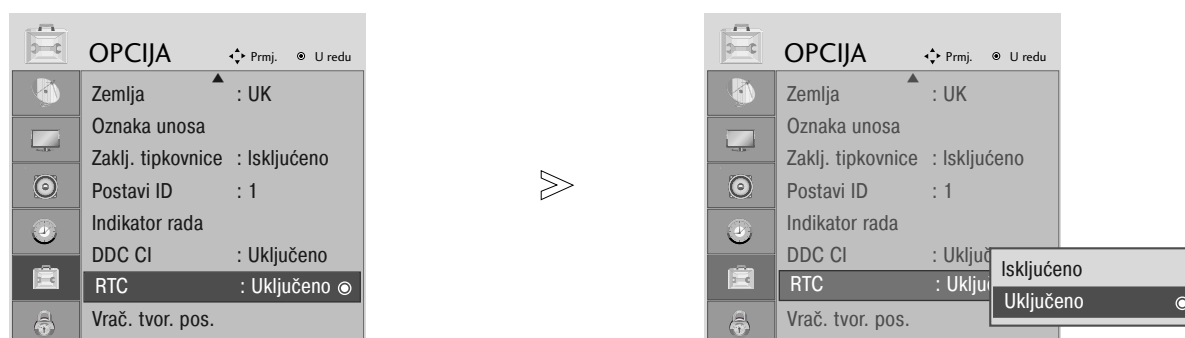 OPCIJA Prmj. U redu
Zemlja : UK
Oznaka unosa
Zaklj. tipkovnice : Isključeno
Postavi ID : 1
Indikator rada
DDC CI : Uključeno
RTC : Uključeno
Vrač. tvor. pos.
OPCIJA Prmj. U redu
Zemlja : UK
Oznaka unosa
Zaklj. tipkovnice : Isključeno
Postavi ID : 1
Indikator rada
DDC CI : Uključ
RTC : Uklju
Vrač. tvor. pos.
Isključeno
Uključeno